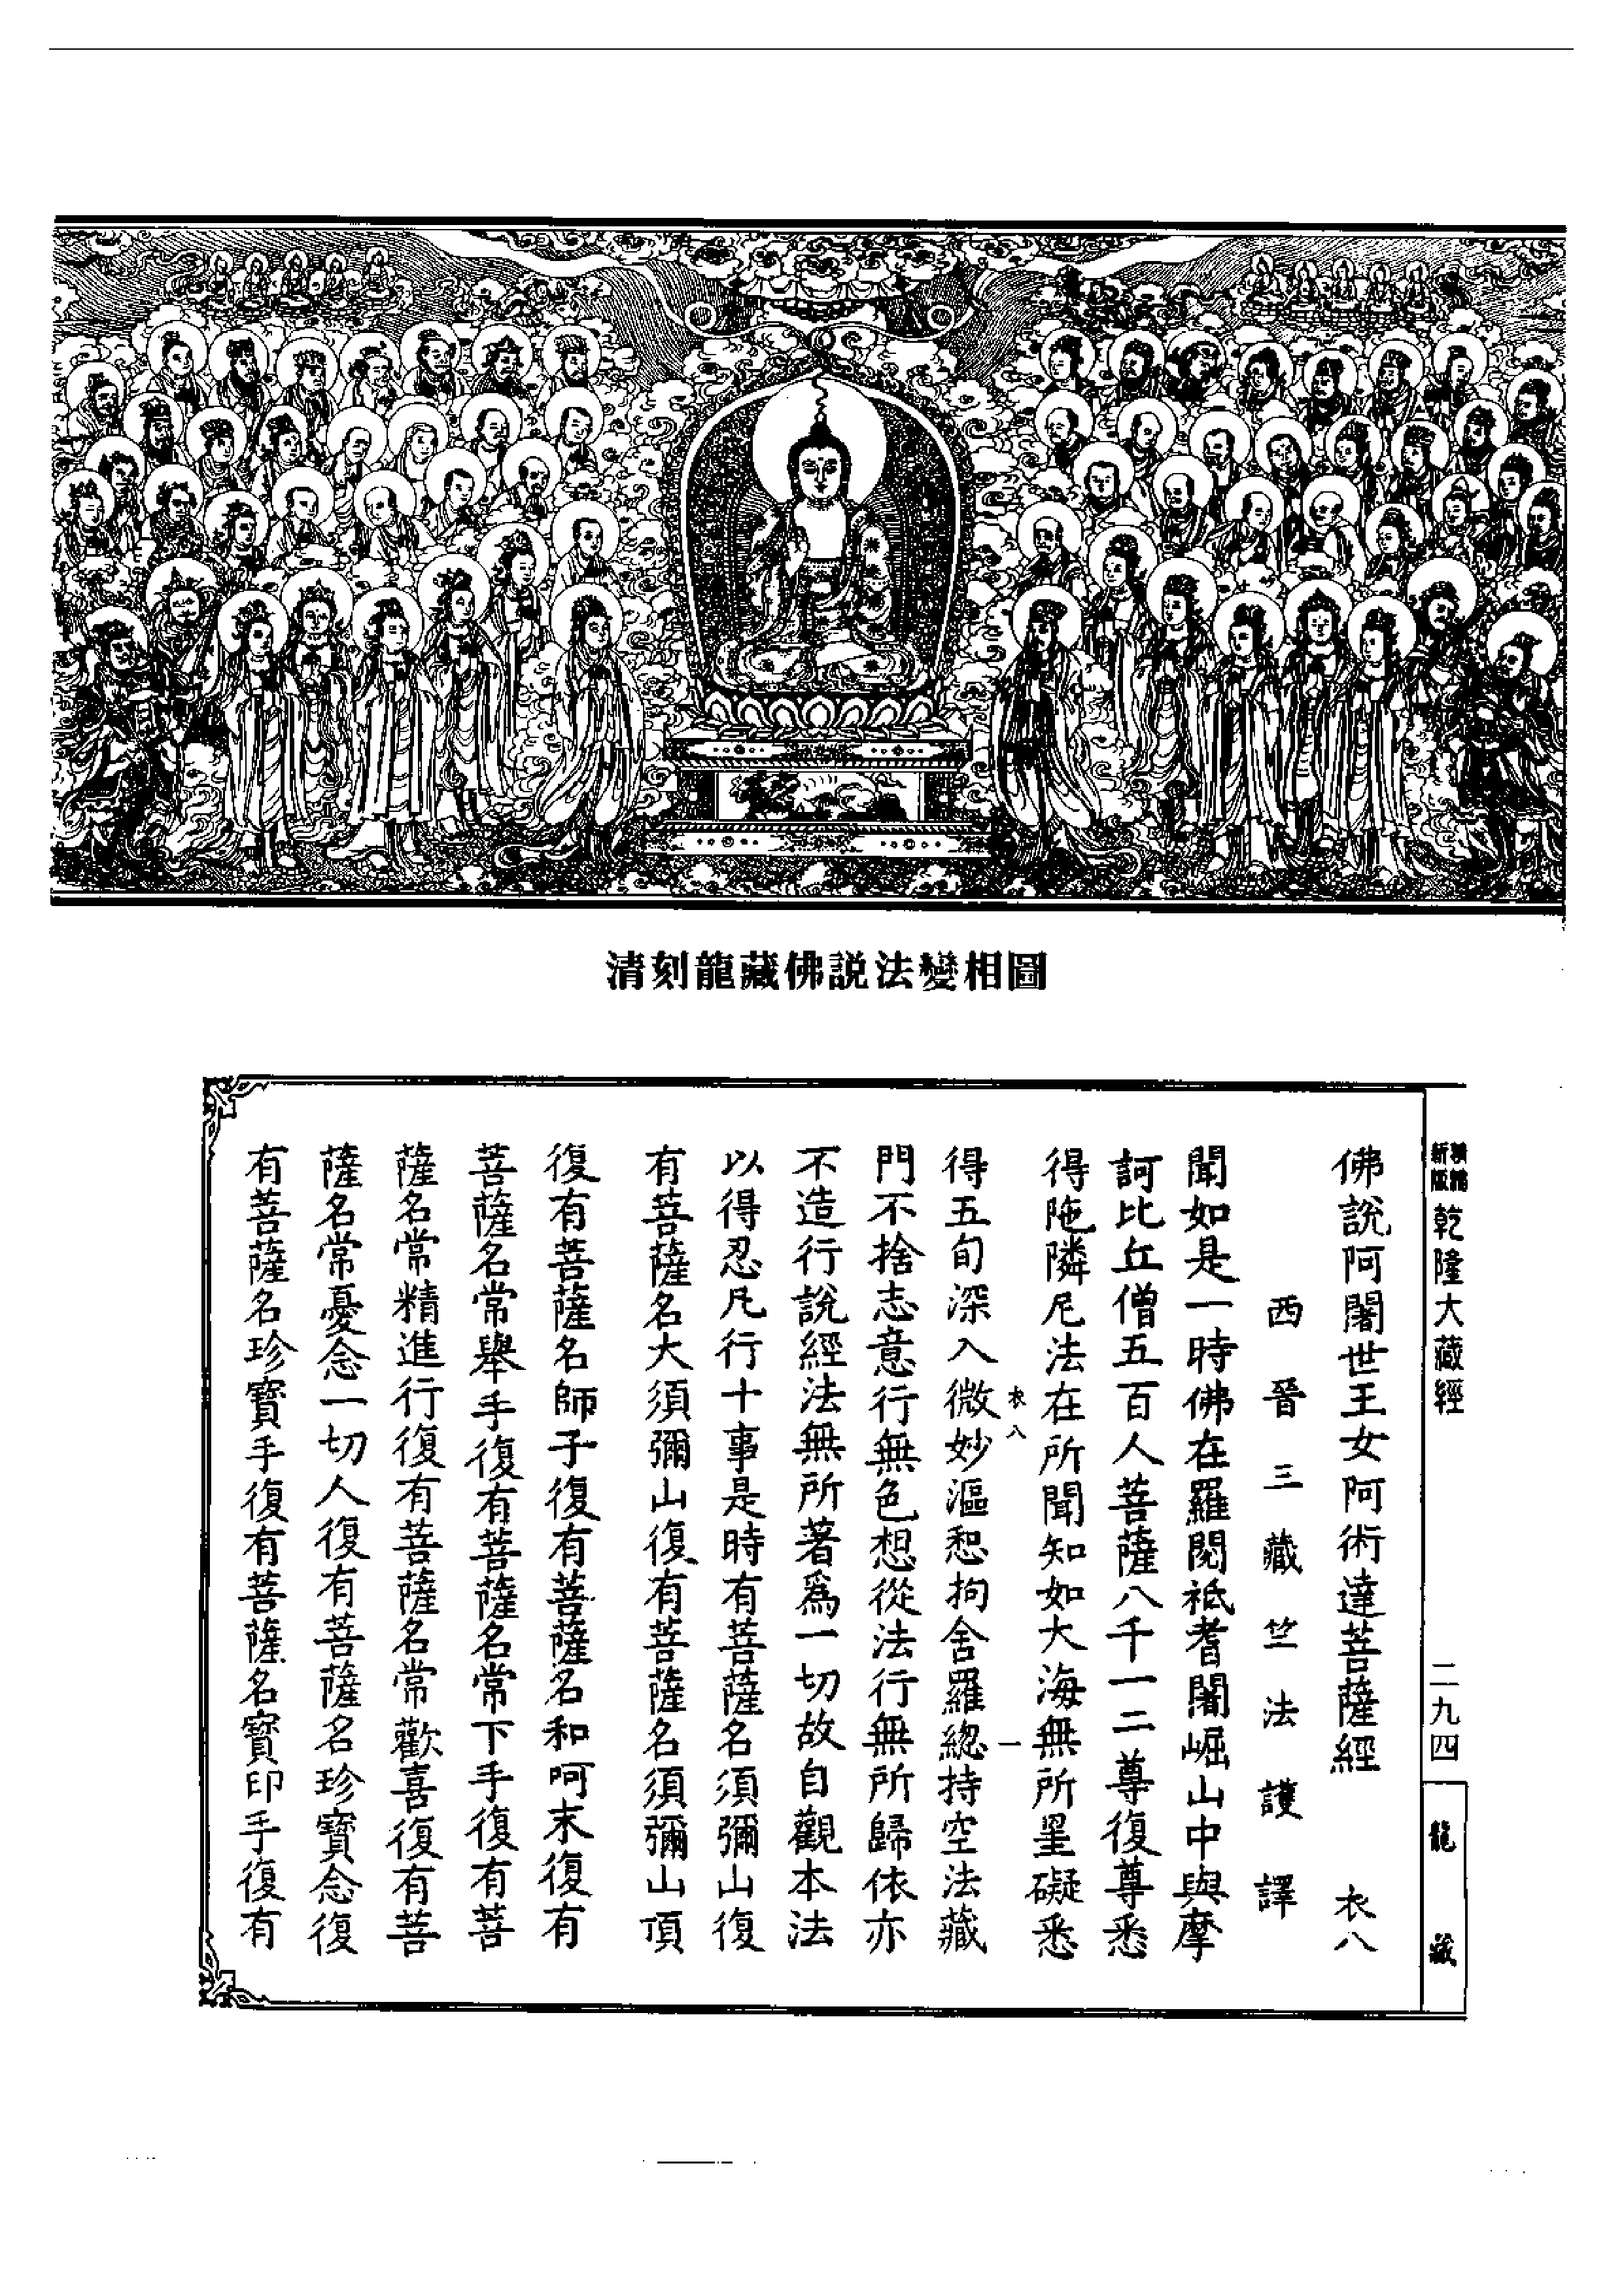 清刻龍藏佛説法變相圖
新版
乾隆大藏經
二九四
龍藏
佛說阿闍世王女阿術達菩薩經 衣八
西晉三藏竺法護譯
聞如是一時佛在羅閱祇耆闍崛山中與摩
訶比丘僧五百人菩薩八千一二尊復尊悉
得陁隣尼法在所聞知如大海無所罣礙悉
衣八 一
得五旬深入微妙漚惒拘舍羅總持空法藏
門不捨志意行無色想從法行無所歸依亦
不造行說經法無所著爲一切故自觀本法
以得忍凡行十事是時有菩薩名須彌山復
有菩薩名大須彌山復有菩薩名須彌山頂
復有菩薩名師子復有菩薩名和呵末復有
菩薩名常舉手復有菩薩名常下手復有菩
薩名常精進行復有菩薩名常歡喜復有菩
薩名常憂念一切人復有菩薩名珍寶念復
有菩薩名珍寶手復有菩薩名寶印手復有